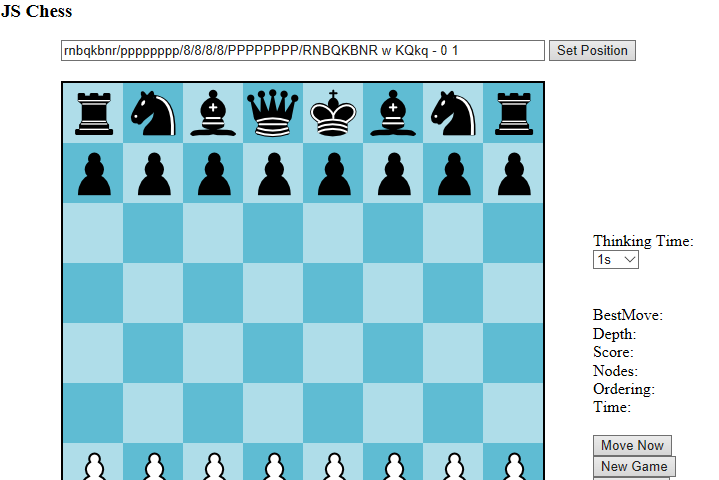 JS Chess
rnbqkbnr/pppppppp/8/8/8/8/PPPPPPPP/RNBQKBNR w KQkq - 0 1
Set Position
Thinking Time:
1s
BestMove:
Depth:
Score:
Nodes:
Ordering:
Time:
Move Now
New Game